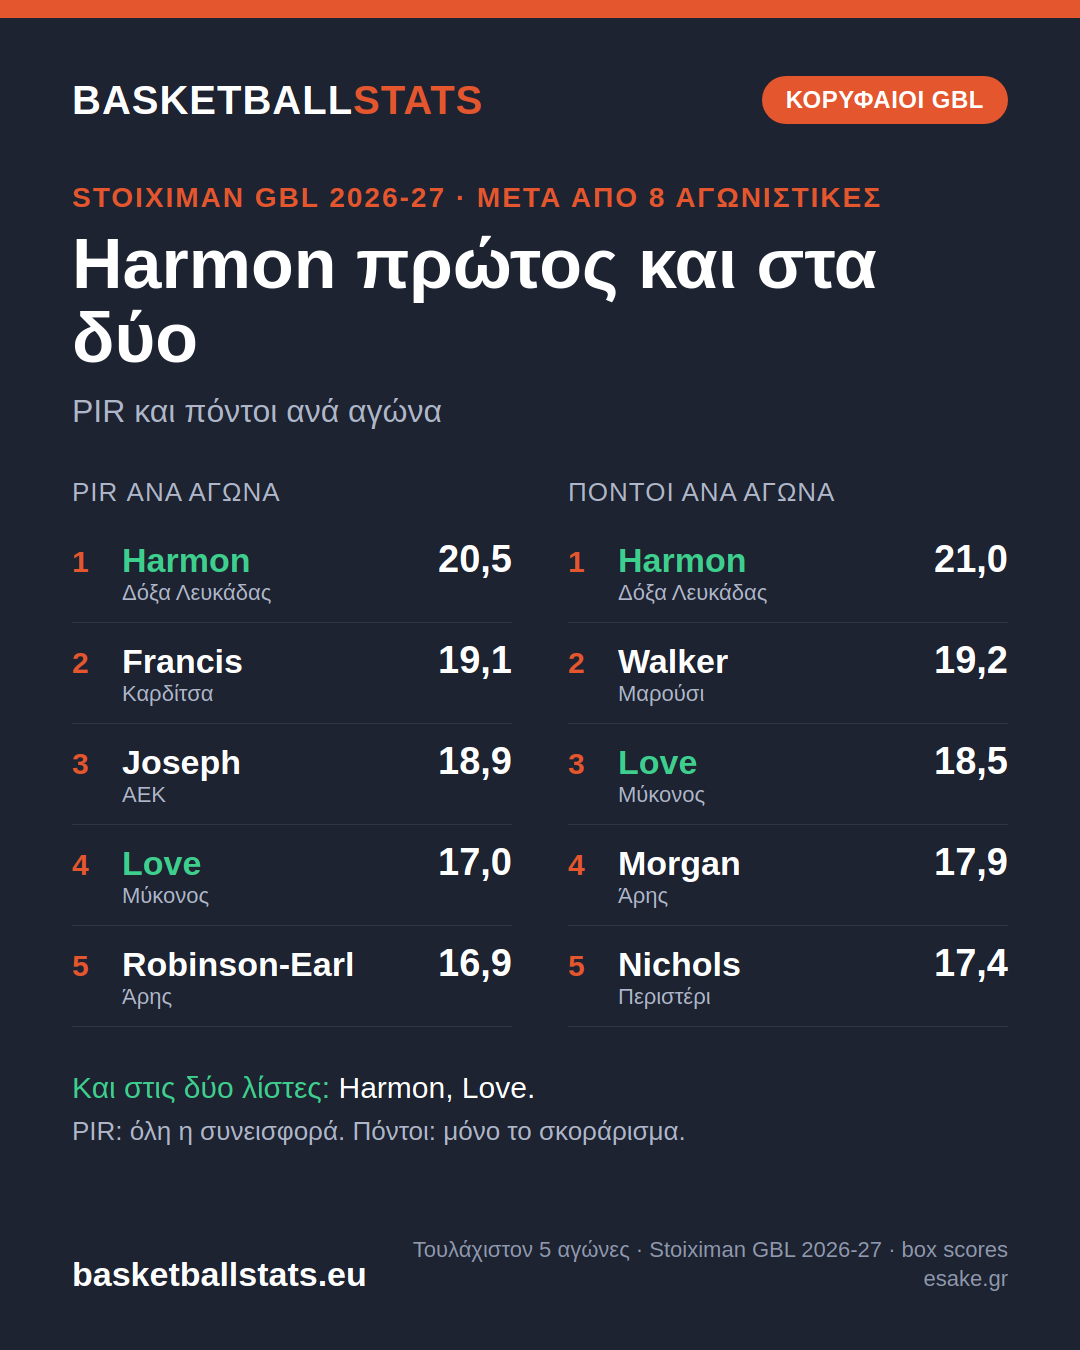 BASKETBALLSTATS
ΚΟΡΥΦΑΙΟΙ GBL
STOIXIMAN GBL 2026-27 · ΜΕΤΑ ΑΠΟ 8 ΑΓΩΝΙΣΤΙΚΕΣ
Harmon πρώτος και στα
δύο
PIR και πόντοι ανά αγώνα
PIR ΑΝΑ ΑΓΩΝΑ
1 Harmon 20,5
Δόξα Λευκάδας
2 Francis 19,1
Καρδίτσα
3 Joseph 18,9
ΑΕΚ
4 Love 17,0
Μύκονος
5 Robinson-Earl 16,9
Άρης
ΠΟΝΤΟΙ ΑΝΑ ΑΓΩΝΑ
1 Harmon 21,0
Δόξα Λευκάδας
2 Walker 19,2
Μαρούσι
3 Love 18,5
Μύκονος
4 Morgan 17,9
Άρης
5 Nichols 17,4
Περιστέρι
Και στις δύο λίστες: Harmon, Love.
PIR: όλη η συνεισφορά. Πόντοι: μόνο το σκοράρισμα.
basketballstats.eu
Τουλάχιστον 5 αγώνες · Stoiximan GBL 2026-27 · box scores
esake.gr